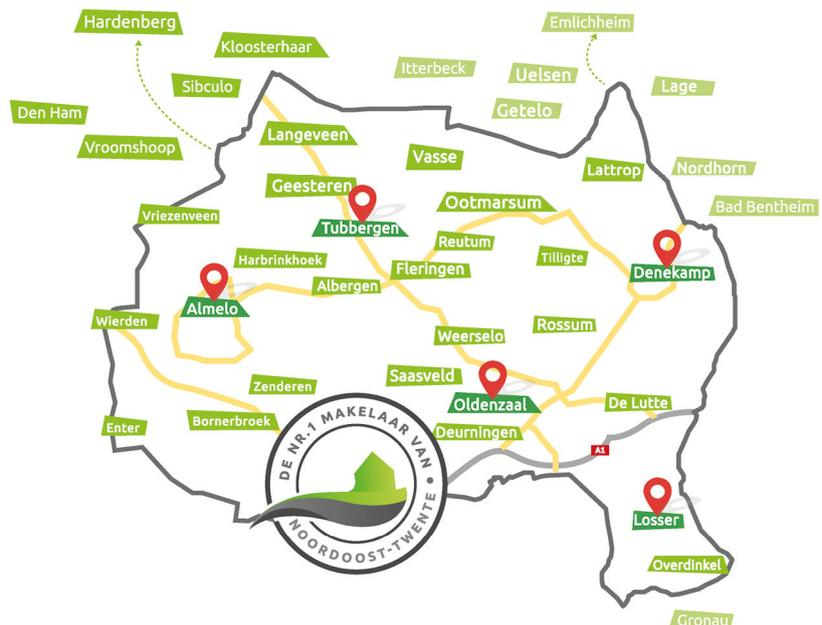 Hardenberg
Emlichheim
Kloosterhaar
Itterbeck
Uelsen
Sibculo
Lage
Den Ham
Getelo
Langeveen
Vroomshoop
Vasse
Lattrop
Nordhorn
Geesteren
Ootmarsum
Bad Bentheim
Vriezenveen
Tubbergen
Reutum
Harbrinkhoek
Tilligte
Fleringen
Denekamp
Albergen
Almelo
Wierden
Rossum
Weerselo
Saasveld
Zenderen
Oldenzaal
De Lutte
Bornerbroek
Enter
Deurningen
A1
DE NR.1 MAKELAAR VAN
NOORDOOST-TWENTE
Losser
Overdinkel
Gronau